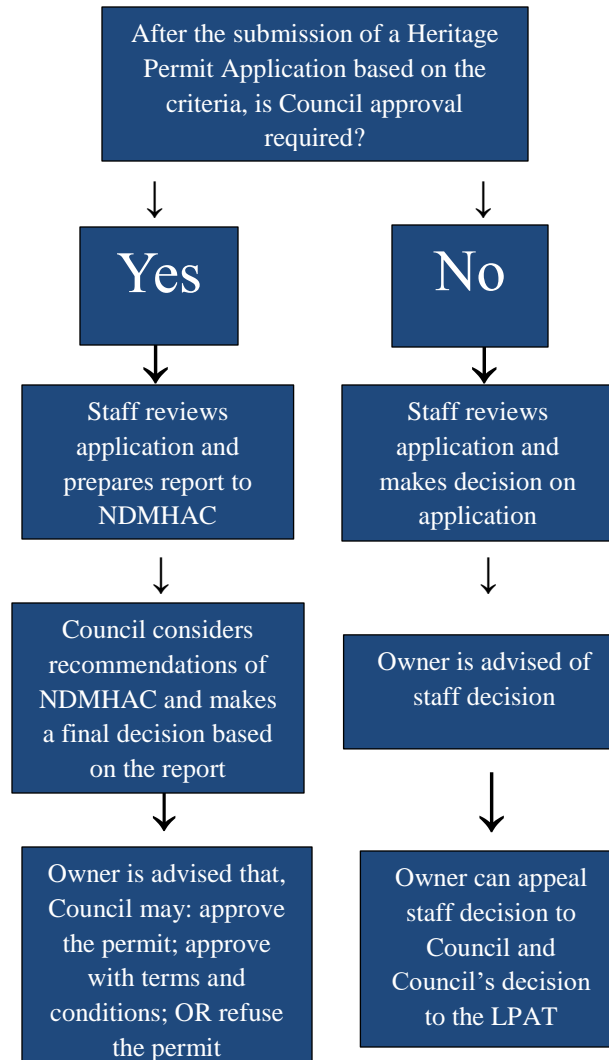 After the submission of a Heritage
Permit Application based on the
criteria, is Council approval
required?
Yes
No
Staff reviews
application and
prepares report to
NDMHAC
Staff reviews
application and
makes decision on
application
Council considers
recommendations of
NDMHAC and makes
a final decision based
on the report
Owner is advised of
staff decision
Owner is advised that,
Council may: approve
the permit; approve
with terms and
conditions; OR refuse
the permit
Owner can appeal
staff decision to
Council and
Council’s decision
to the LPAT